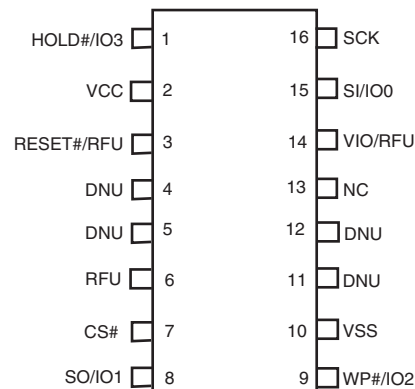 HOLD#/IO3 1 16 SCK
VCC 2 15 SI/IO0
RESET#/RFU 3 14 VIO/RFU
DNU 4 13 NC
DNU 5 12 DNU
RFU 6 11 DNU
CS# 7 10 VSS
SO/IO1 8 9 WP#/IO2